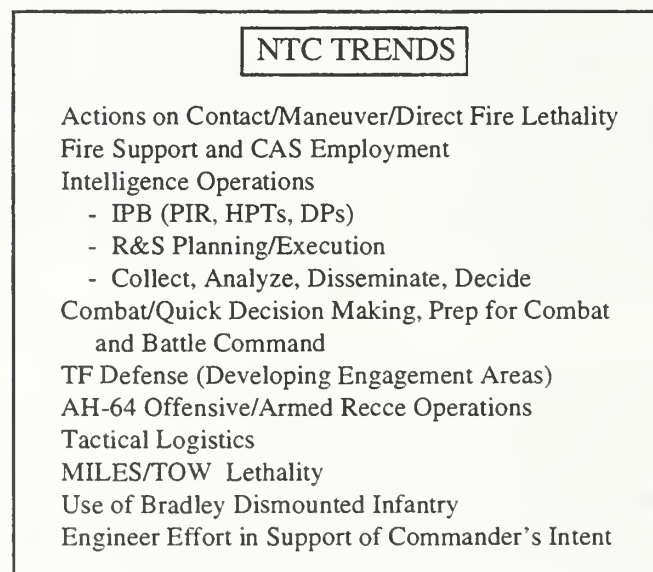 NTC TRENDS
Actions on Contact/Maneuver/Direct Fire Lethality
Fire Support and CAS Employment
Intelligence Operations
- IPB (PIR, HPTs, DPs)
- R&S Planning/Execution
- Collect, Analyze, Disseminate, Decide
Combat/Quick Decision Making, Prep for Combat
and Battle Command
TF Defense (Developing Engagement Areas)
AH-64 Offensive/Armed Recce Operations
Tactical Logistics
MILES/TOW Lethality
Use of Bradley Dismounted Infantry
Engineer Effort in Support of Commander's Intent